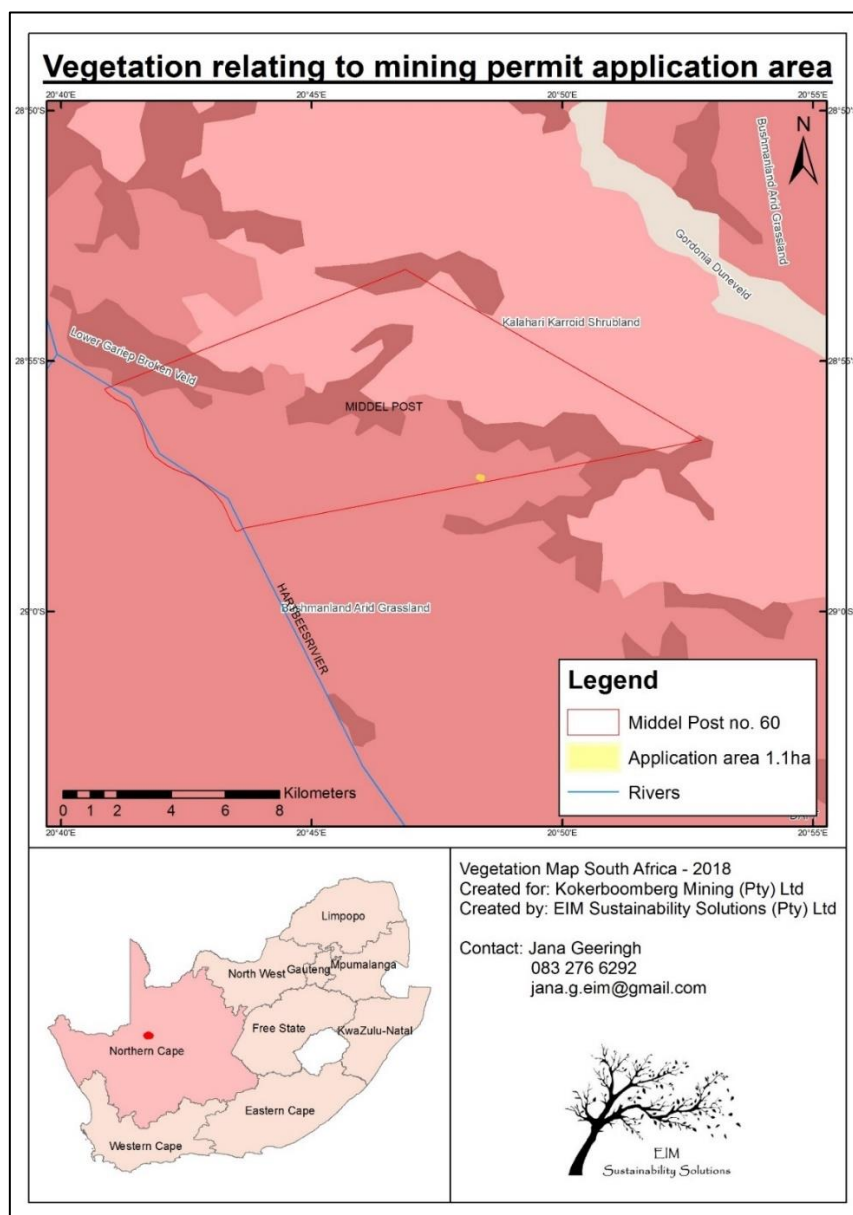 Vegetation relating to mining permit application area
20°40'E
20°45'E
20°50'E
20°55'E
28°50'S
28°50'S
N
Bushmanland Arid Grassland
Gordonia Duneveld
Kalahari Karroid Shrubland
28°55'S
28°55'S
Lower Gariep Broken Veld
MIDDEL POST
29°0'S
29°0'S
Bushmanland Arid Grassland
HARTBEESRIVIER
Legend
Middel Post no. 60
Application area 1.1ha
Rivers
Kilometers
0 1 2 4 6 8
20°40'E
20°45'E
20°50'E
20°55'E
Limpopo
North West
Gauteng
Mpumalanga
Free State
KwaZulu-Natal
Northern Cape
Eastern Cape
Western Cape
Vegetation Map South Africa - 2018
Created for: Kokerboomberg Mining (Pty) Ltd
Created by: EIM Sustainability Solutions (Pty) Ltd
Contact: Jana Geeringh
083 276 6292
jana.g.eim@gmail.com
EIM
Sustainability Solutions